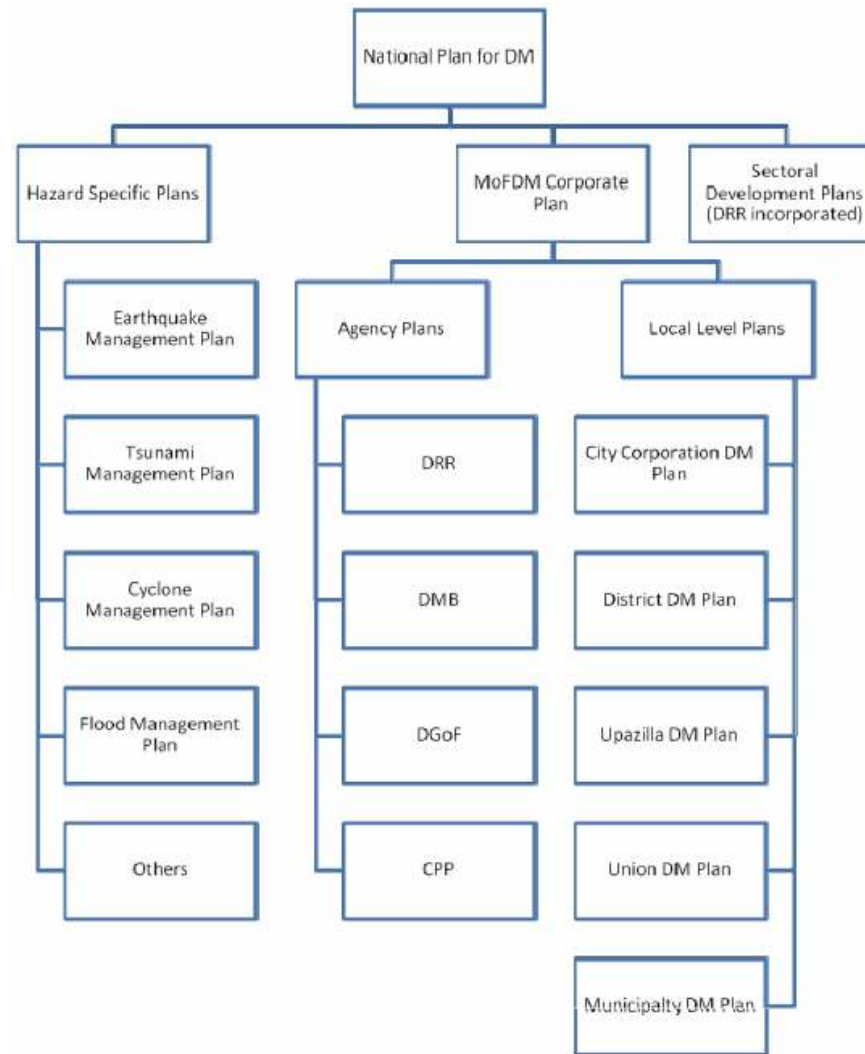 National Plan for DM
Hazard Specific Plans
MoFDM Corporate
Plan
Sectoral
Development Plans
(DRR incorporated)
Agency Plans
Local Level Plans
Earthquake
Management Plan
Tsunami
Management Plan
Cyclone
Management Plan
Flood Management
Plan
Others
DRR
DMB
DGoF
CPP
City Corporation DM
Plan
District DM Plan
Upazilla DM Plan
Union DM Plan
Municipalty DM Plan